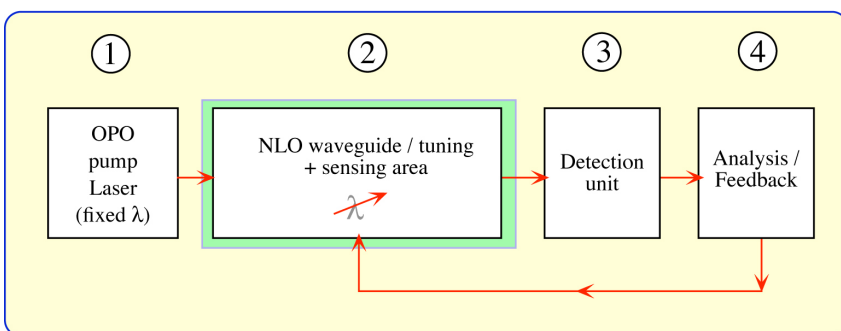 1
2
3
4
OPO
pump
Laser
(fixed λ)
NLO waveguide / tuning
+ sensing area
λ
Detection
unit
Analysis /
Feedback